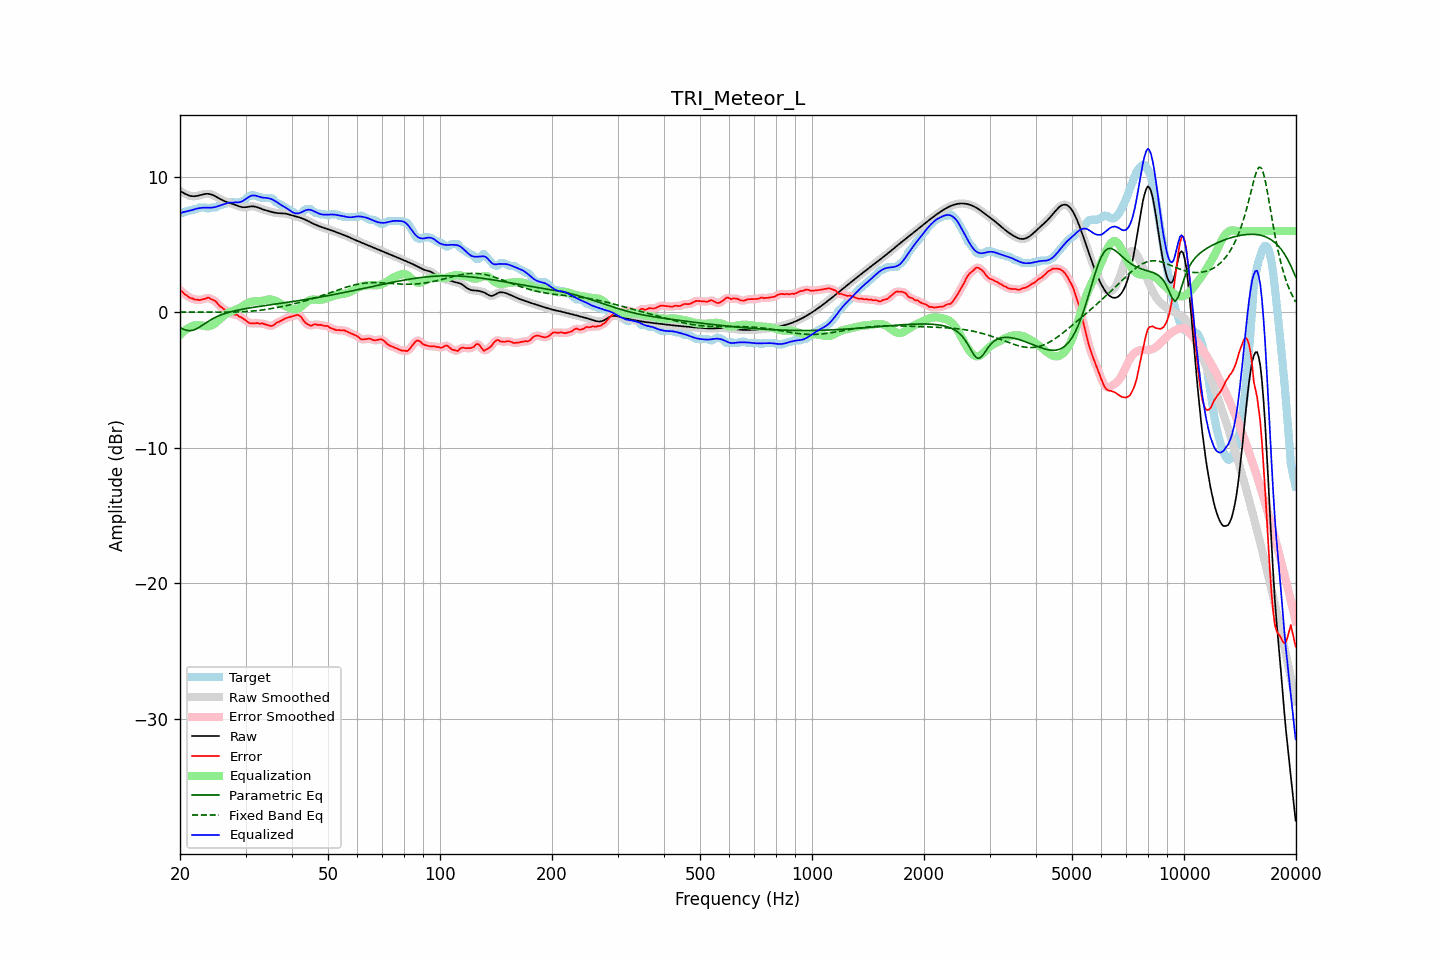 TRI_Meteor_L
Amplitude (dBr)
10
0
−10
−20
−30
Target
Raw Smoothed
Error Smoothed
Raw
Error
Equalization
Parametric Eq
Fixed Band Eq
Equalized
20 50 100 200 500 1000 2000 5000 10000 20000
Frequency (Hz)